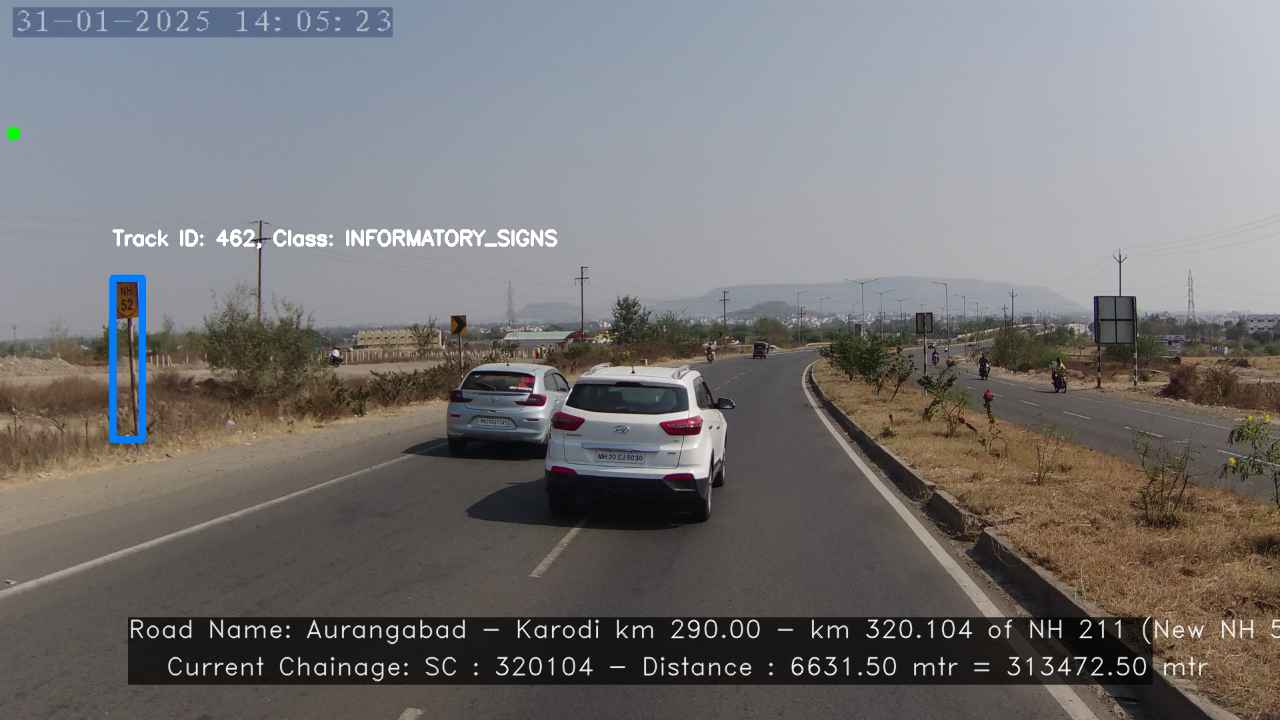 31-01-2025 14:05:23
Track ID: 462, Class: INFORMATORY_SIGNS
NH
52
Road Name: Aurangabad - Karodi km 290.00 - km 320.104 of NH 211 (New NH 5
Current Chainage: SC : 320104 - Distance : 6631.50 mtr = 313472.50 mtr